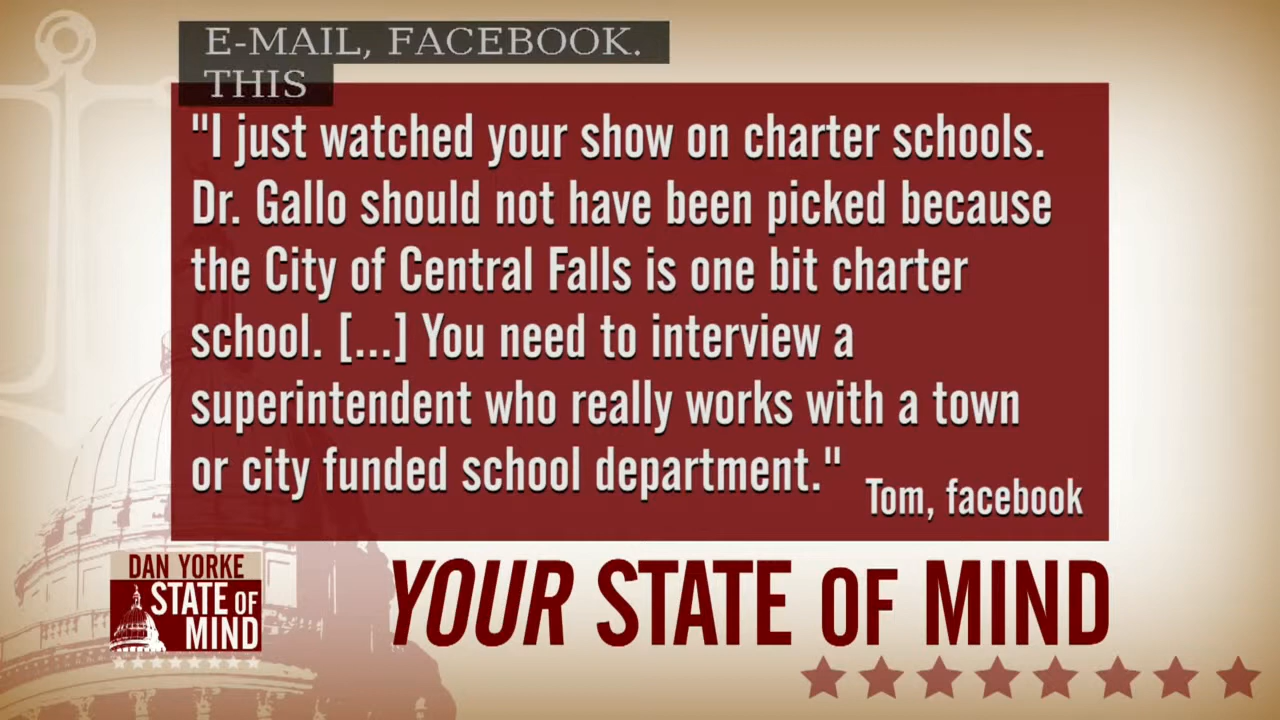 E-MAIL, FACEBOOK.
THIS
"I just watched your show on charter schools.
Dr. Gallo should not have been picked because
the City of Central Falls is one bit charter
school. [...] You need to interview a
superintendent who really works with a town
or city funded school department."
Tom, facebook
DAN YORKE
STATE OF
MIND
YOUR STATE OF MIND